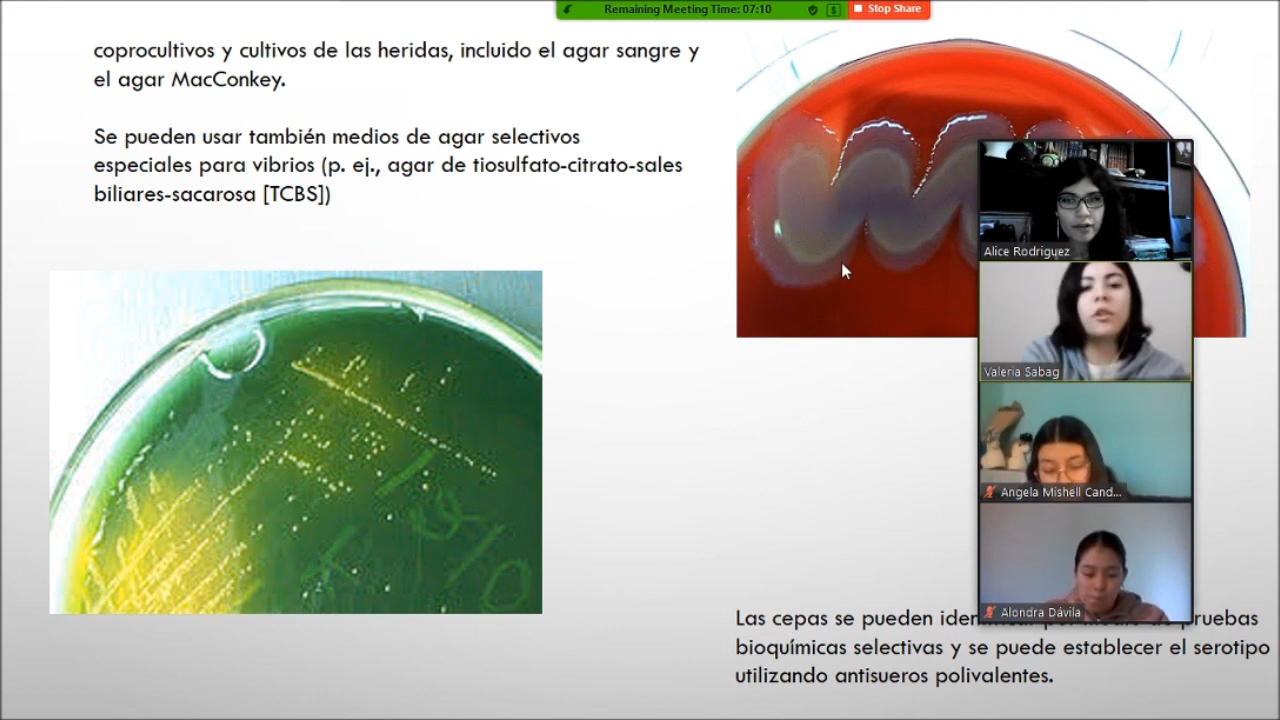 Remaining Meeting Time: 07:10
Stop Share
coprocultivos y cultivos de las heridas, incluido el agar sangre y
el agar MacConkey.
Se pueden usar también medios de agar selectivos
especiales para vibrios (p. ej., agar de tiosulfato-citrato-sales
biliares-sacarosa [TCBS])
Alice Rodriguez
Valeria Sabag
Angela Mishell Cand...
Alondra Dávila
Las cepas se pueden pruebas
bioquímicas selectivas y se puede establecer el serotipo
utilizando antisueros polivalentes.